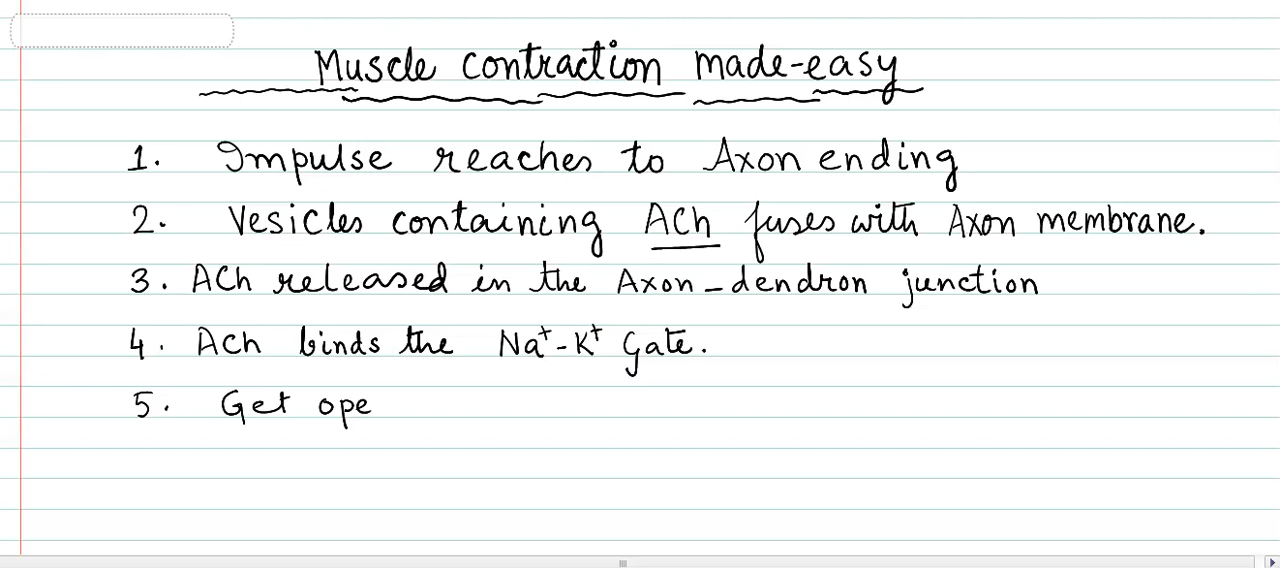 Muscle contraction made-easy
1. Impulse reaches to Axon ending
2. Vesicles containing ACh fuses with Axon membrane.
3. ACh released in the Axon-dendron junction
4. Ach binds the Na⁺-K⁺ Gate.
5. Get ope